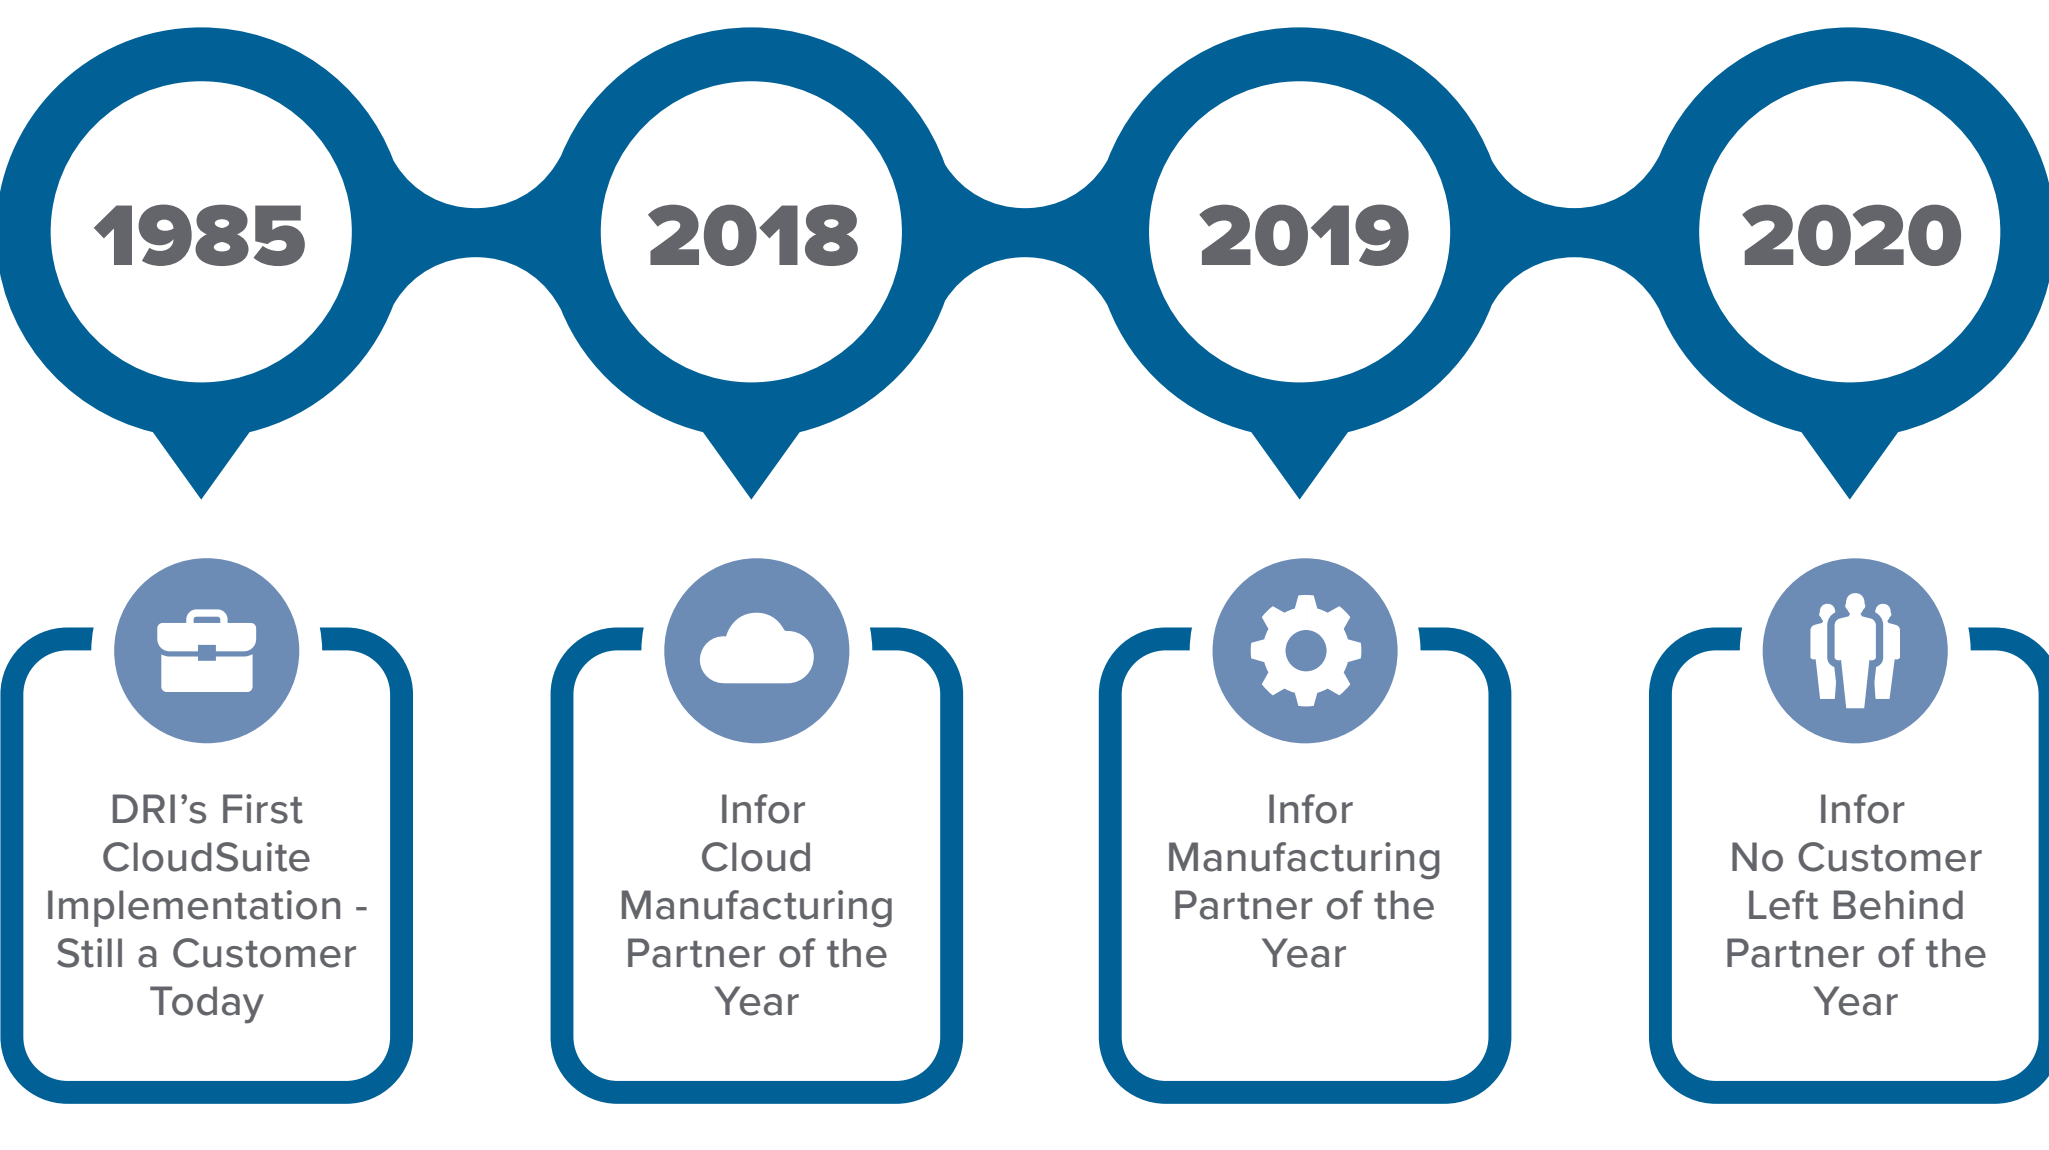 1985
2018
2019
2020
DRI’s First
CloudSuite
Implementation -
Still a Customer
Today
Infor
Cloud
Manufacturing
Partner of the
Year
Infor
Manufacturing
Partner of the
Year
Infor
No Customer
Left Behind
Partner of the
Year